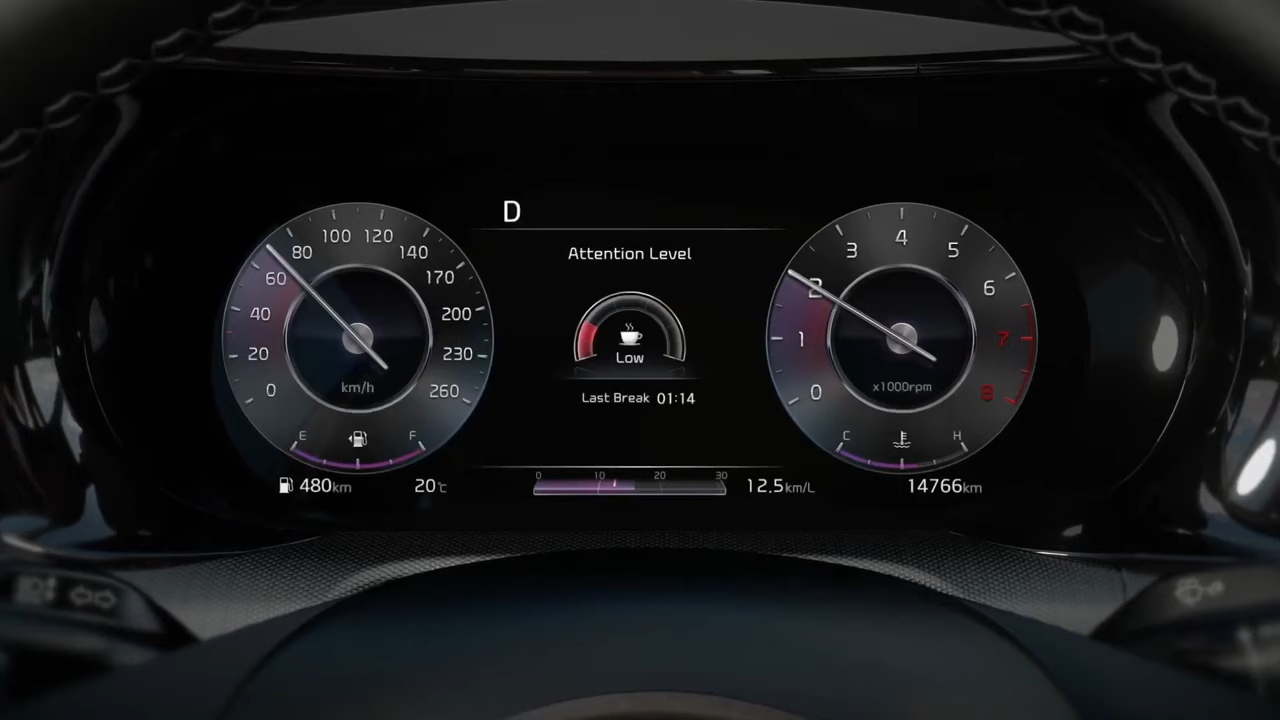 D
Attention Level
Low
Last Break 01:14
0 20 40 60 80 100 120 140 170 200 230 260
km/h
E F
0 1 2 3 4 5 6 7 8
x1000rpm
C H
480km
20℃
0 10 20 30
12.5km/L
14766km